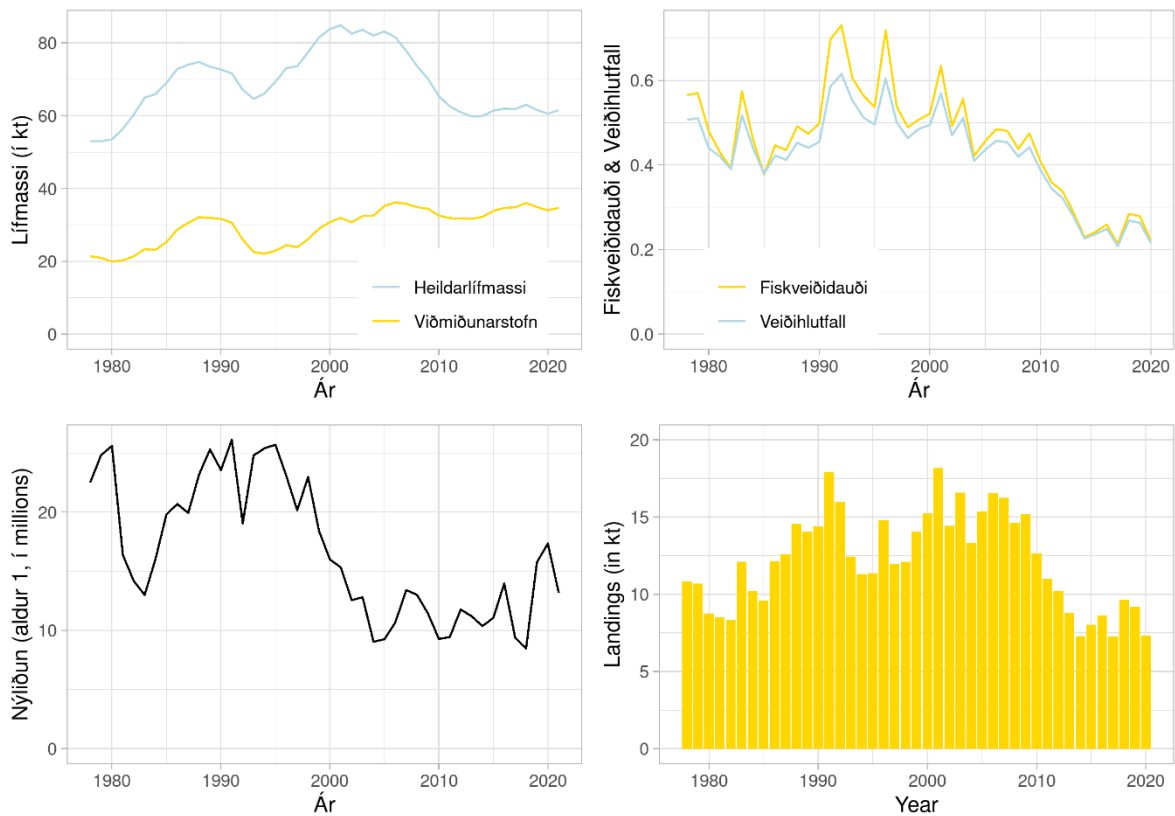 Lífmassi (í kt)
80
60
40
20
0
Heildarlífmassi
Viðmiðunarstofn
1980 1990 2000 2010 2020
Ár
Fiskveiðidauði & Veiðihlutfall
0.6
0.4
0.2
0.0
Fiskveiðidauði
Veiðihlutfall
1980 1990 2000 2010 2020
Ár
Nýliðun (aldur 1, í millions)
20
10
0
1980 1990 2000 2010 2020
Ár
Landings (in kt)
20
15
10
5
0
1980 1990 2000 2010 2020
Year